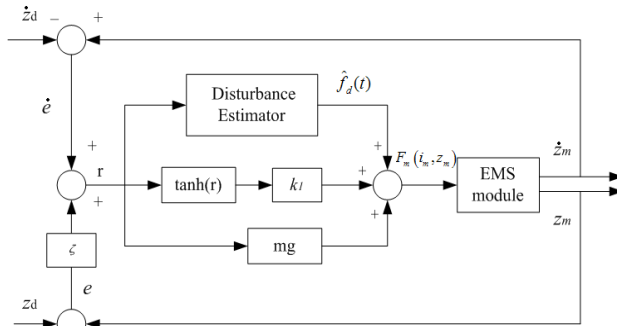 ż_d
−
+
ė
Disturbance
Estimator
f̂_d(t)
+
+
r
+
tanh(r)
k_1
+
+
F_m(i_m, z_m)
EMS
module
ż_m
z_m
mg
ζ
e
z_d